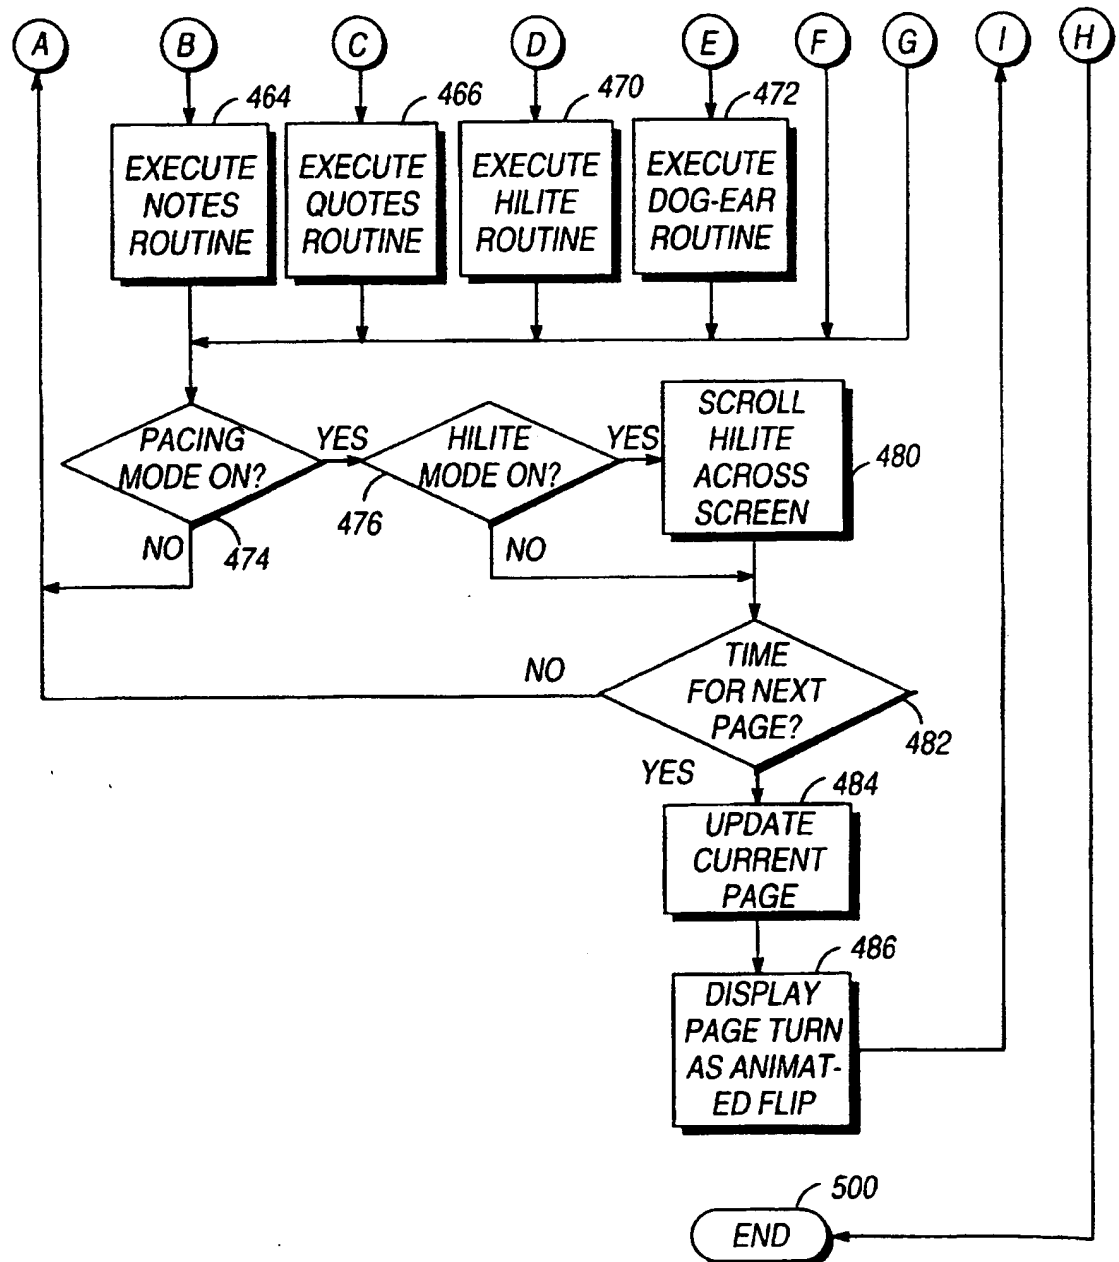 A B C D E F G I H
464 466 470 472
EXECUTE
NOTES
ROUTINE
EXECUTE
QUOTES
ROUTINE
EXECUTE
HILITE
ROUTINE
EXECUTE
DOG-EAR
ROUTINE
PACING
MODE ON?
474
YES
NO
HILITE
MODE ON?
476
YES
NO
SCROLL
HILITE
ACROSS
SCREEN
480
TIME
FOR NEXT
PAGE?
482
NO
YES
484
UPDATE
CURRENT
PAGE
486
DISPLAY
PAGE TURN
AS ANIMAT-
ED FLIP
500
END